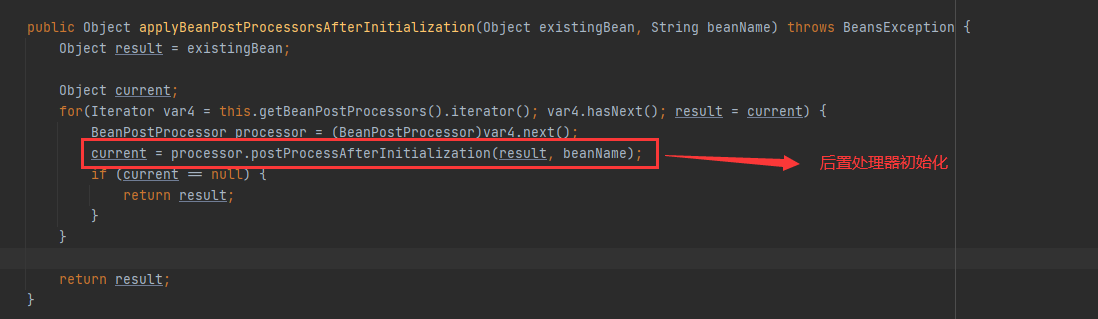 public Object applyBeanPostProcessorsAfterInitialization(Object existingBean, String beanName) throws BeansException {
Object result = existingBean;
Object current;
for(Iterator var4 = this.getBeanPostProcessors().iterator(); var4.hasNext(); result = current) {
BeanPostProcessor processor = (BeanPostProcessor)var4.next();
current = processor.postProcessAfterInitialization(result, beanName);
后置处理器初始化
if (current == null) {
return result;
}
}
return result;
}